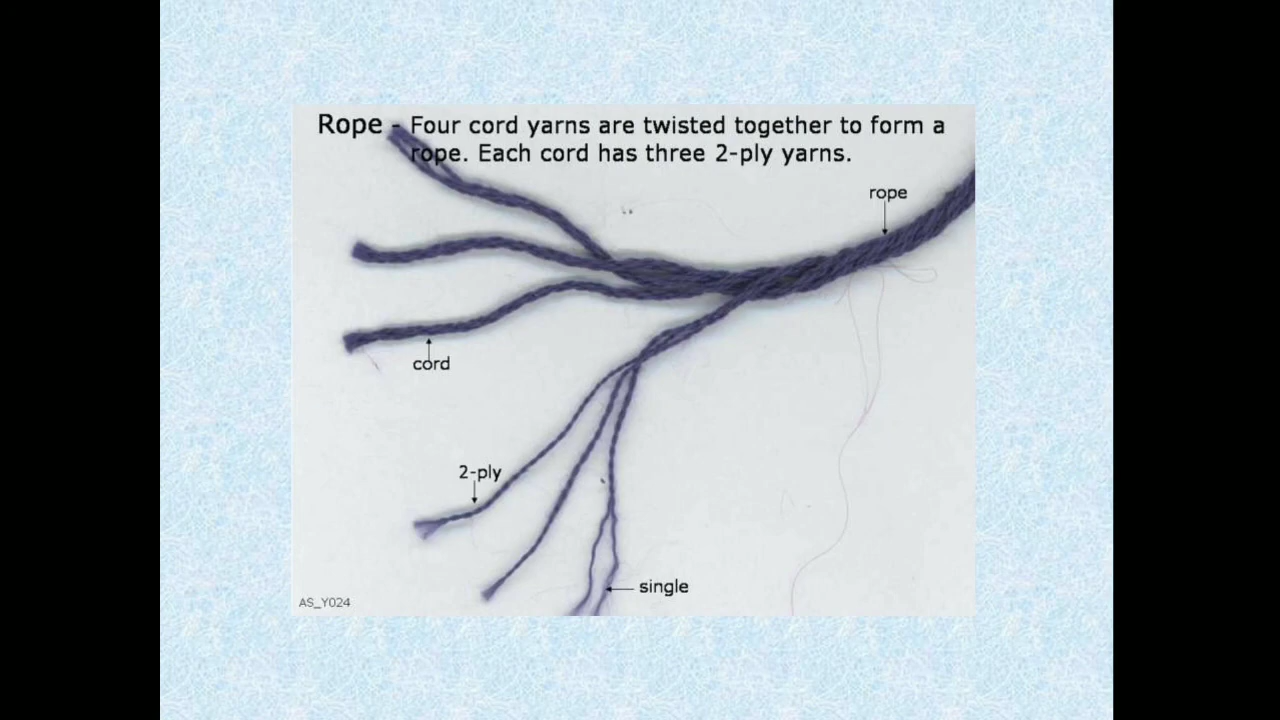 Rope - Four cord yarns are twisted together to form a
rope. Each cord has three 2-ply yarns.
rope
cord
2-ply
single
AS_Y024